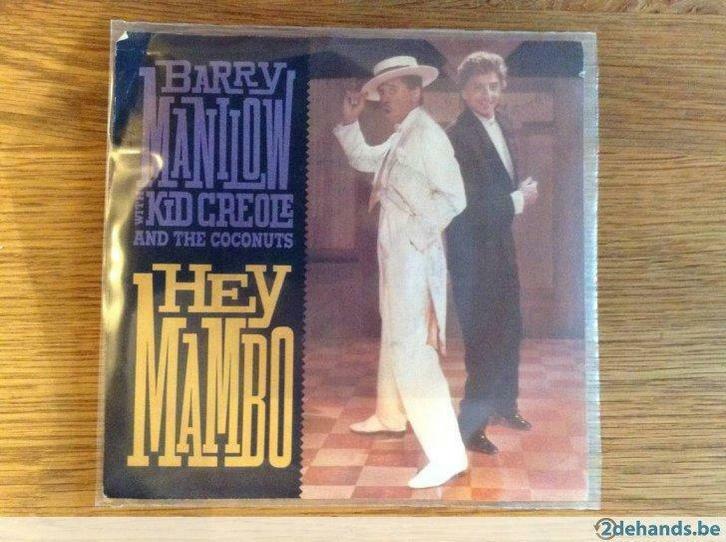 BARRY
MANILOW
WITH
KID CREOLE
AND THE COCONUTS
HEY
MAMBO
2dehands.be